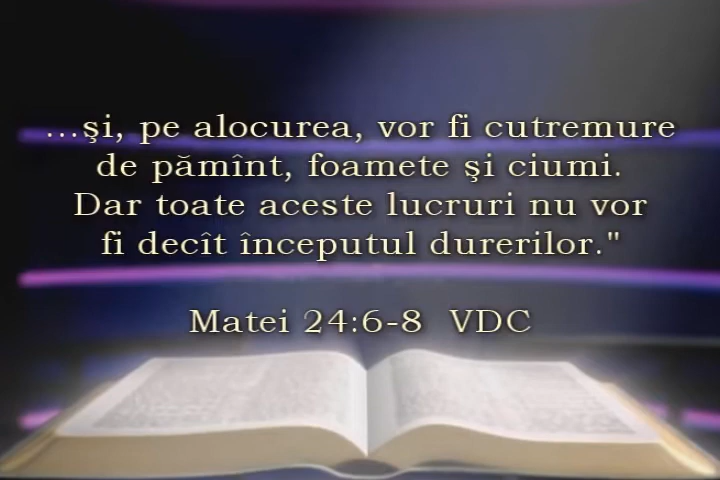 ...şi, pe alocurea, vor fi cutremure
de pămînt, foamete şi ciumi.
Dar toate aceste lucruri nu vor
fi decît începutul durerilor."
Matei 24:6-8 VDC